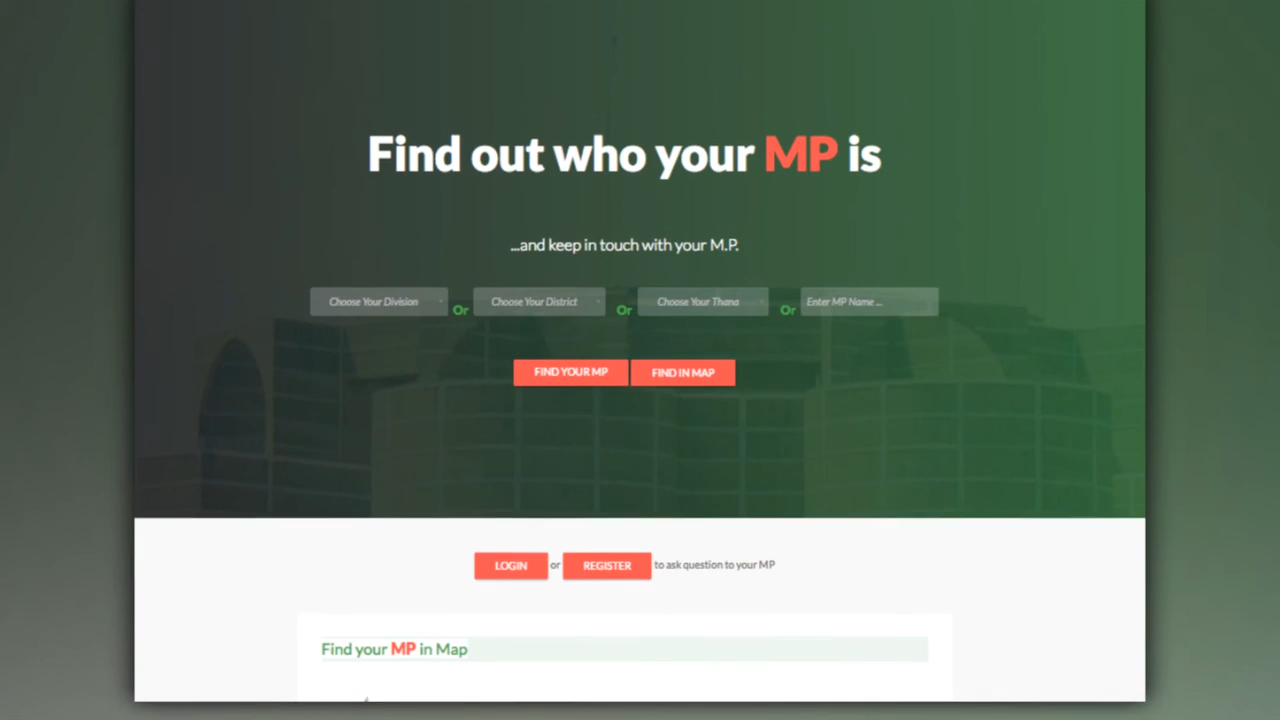 Find out who your MP is
...and keep in touch with your M.P.
Choose Your Division Or Choose Your District Or Choose Your Thana Or Enter MP Name ...
FIND YOUR MP FIND IN MAP
LOGIN or REGISTER to ask question to your MP
Find your MP in Map